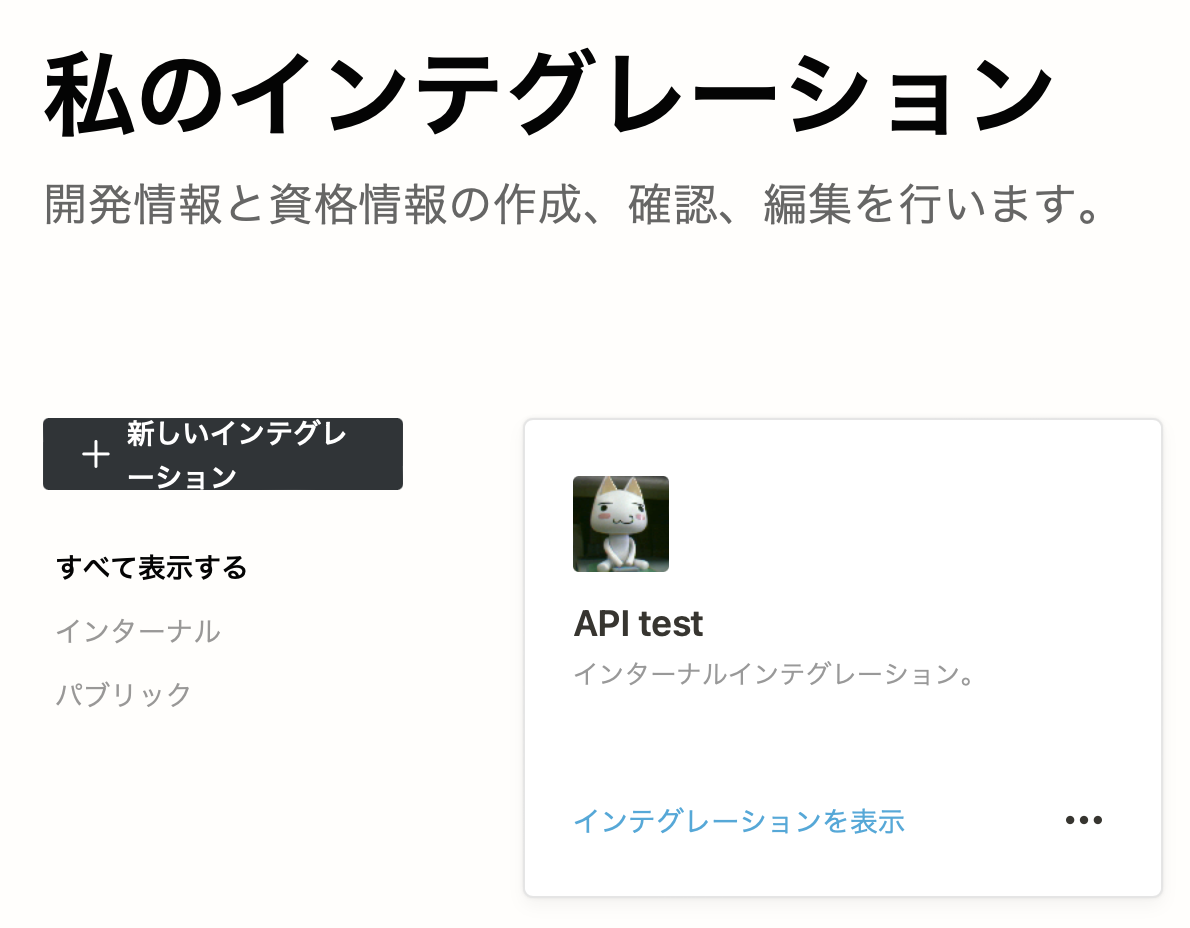 私のインテグレーション
開発情報と資格情報の作成、確認、編集を行います。
新しいインテグレ
ーション
すべて表示する
インターナル
パブリック
API test
インターナルインテグレーション。
インテグレーションを表示